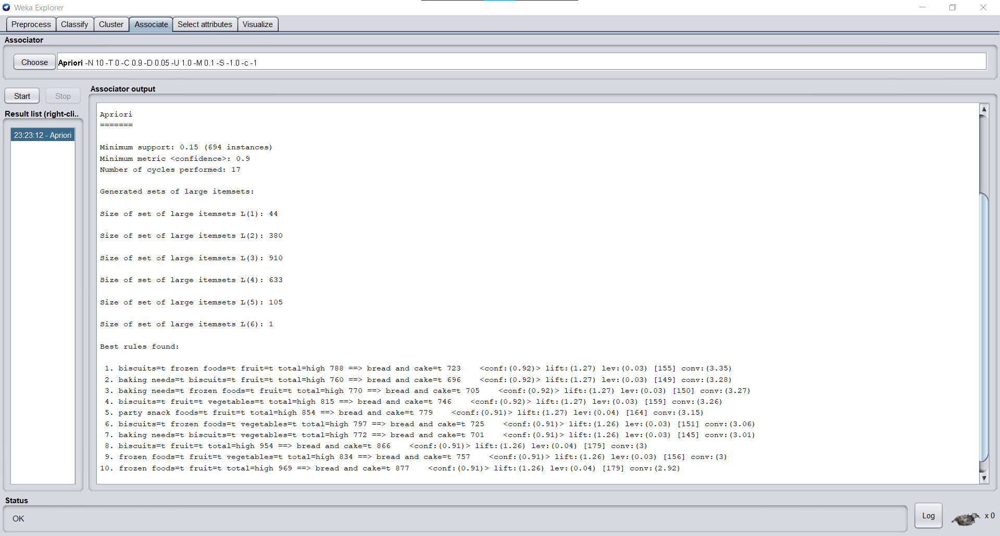 Weka Explorer
Preprocess Classify Cluster Associate Select attributes Visualize
Associator
Choose Apriori -N 10 -T 0 -C 0.9 -D 0.05 -U 1.0 -M 0.1 -S -1.0 -c -1
Start Stop
Result list (right-cli..
23:23:12 - Apriori
Associator output
Apriori
=======
Minimum support: 0.15 (694 instances)
Minimum metric <confidence>: 0.9
Number of cycles performed: 17
Generated sets of large itemsets:
Size of set of large itemsets L(1): 44
Size of set of large itemsets L(2): 380
Size of set of large itemsets L(3): 910
Size of set of large itemsets L(4): 633
Size of set of large itemsets L(5): 105
Size of set of large itemsets L(6): 1
Best rules found:
1. biscuits=t frozen foods=t fruit=t total=high 788 ==> bread and cake=t 723    <conf:(0.92)> lift:(1.27) lev:(0.03) [155] conv:(3.35)
2. baking needs=t biscuits=t fruit=t total=high 760 ==> bread and cake=t 696    <conf:(0.92)> lift:(1.27) lev:(0.03) [149] conv:(3.28)
3. baking needs=t frozen foods=t fruit=t total=high 770 ==> bread and cake=t 705    <conf:(0.92)> lift:(1.27) lev:(0.03) [150] conv:(3.27)
4. biscuits=t fruit=t vegetables=t total=high 815 ==> bread and cake=t 746    <conf:(0.92)> lift:(1.27) lev:(0.03) [159] conv:(3.26)
5. party snack foods=t fruit=t total=high 854 ==> bread and cake=t 779    <conf:(0.91)> lift:(1.27) lev:(0.04) [164] conv:(3.15)
6. biscuits=t frozen foods=t vegetables=t total=high 797 ==> bread and cake=t 725    <conf:(0.91)> lift:(1.26) lev:(0.03) [151] conv:(3.06)
7. baking needs=t biscuits=t vegetables=t total=high 772 ==> bread and cake=t 701    <conf:(0.91)> lift:(1.26) lev:(0.03) [145] conv:(3.01)
8. biscuits=t fruit=t total=high 954 ==> bread and cake=t 866    <conf:(0.91)> lift:(1.26) lev:(0.04) [179] conv:(3)
9. frozen foods=t fruit=t vegetables=t total=high 834 ==> bread and cake=t 757    <conf:(0.91)> lift:(1.26) lev:(0.03) [156] conv:(3)
10. frozen foods=t fruit=t total=high 969 ==> bread and cake=t 877    <conf:(0.91)> lift:(1.26) lev:(0.04) [179] conv:(2.92)
Status
OK
Log
x 0